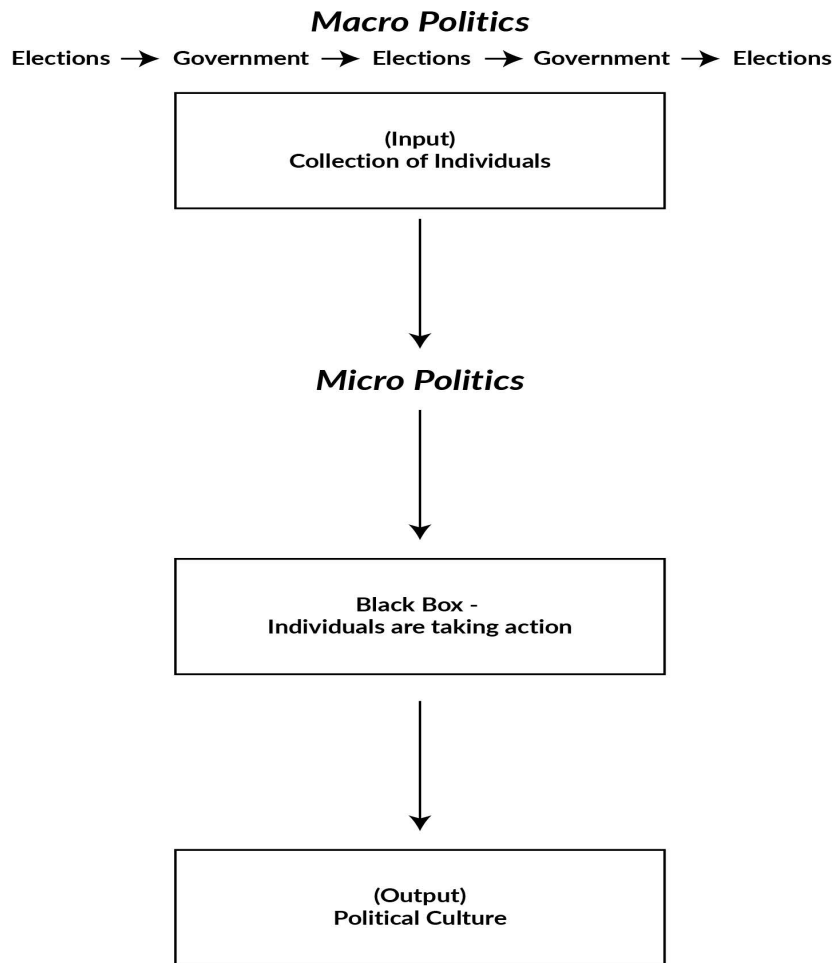 Macro Politics
Elections → Government → Elections → Government → Elections
(Input)
Collection of Individuals
Micro Politics
Black Box -
Individuals are taking action
(Output)
Political Culture